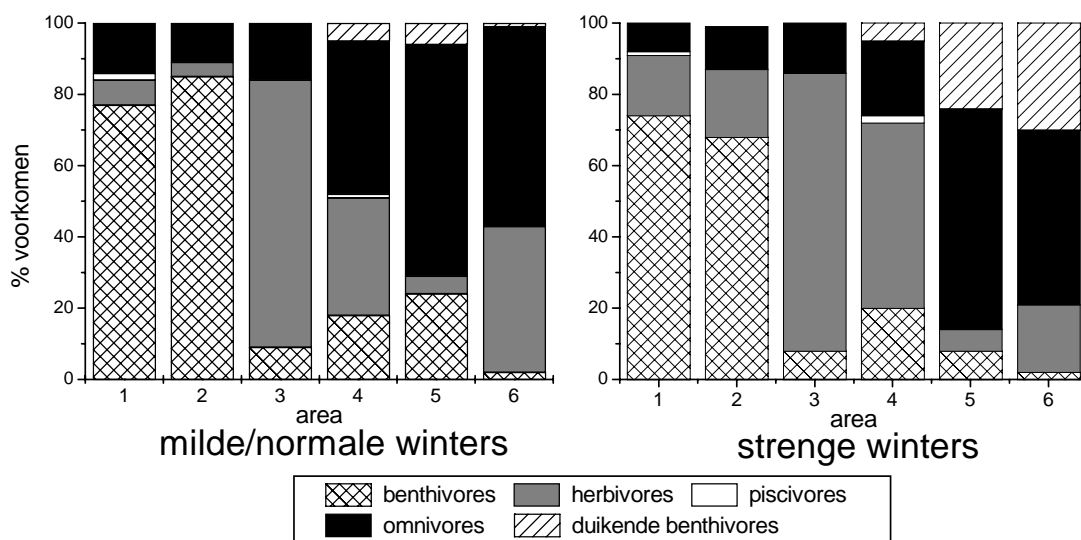 % voorkomen
100
80
60
40
20
0
1 2 3 4 5 6
area
milde/normale winters
100
80
60
40
20
0
1 2 3 4 5 6
area
strenge winters
benthivores herbivores piscivores
omnivores duikende benthivores